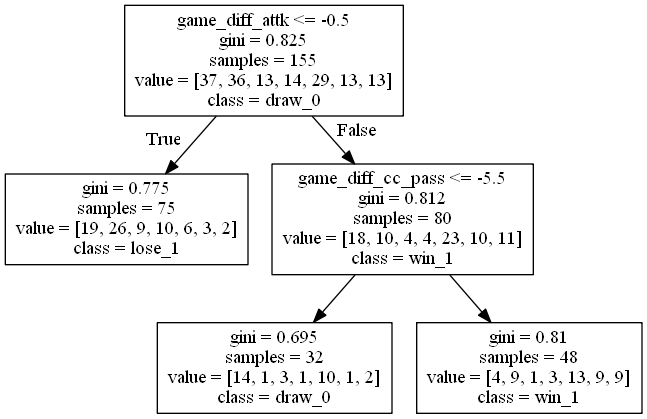 game_diff_attk <= -0.5
gini = 0.825
samples = 155
value = [37, 36, 13, 14, 29, 13, 13]
class = draw_0
True
False
gini = 0.775
samples = 75
value = [19, 26, 9, 10, 6, 3, 2]
class = lose_1
game_diff_cc_pass <= -5.5
gini = 0.812
samples = 80
value = [18, 10, 4, 4, 23, 10, 11]
class = win_1
gini = 0.695
samples = 32
value = [14, 1, 3, 1, 10, 1, 2]
class = draw_0
gini = 0.81
samples = 48
value = [4, 9, 1, 3, 13, 9, 9]
class = win_1